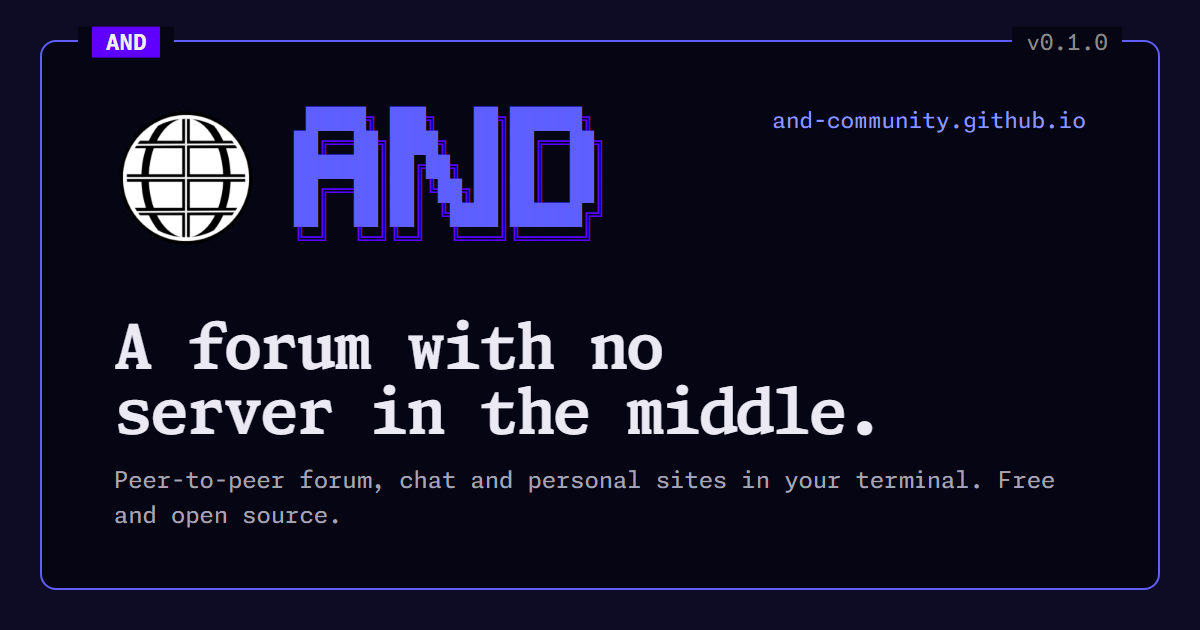 AND
v0.1.0
AND
and-community.github.io
A forum with no
server in the middle.
Peer-to-peer forum, chat and personal sites in your terminal. Free
and open source.